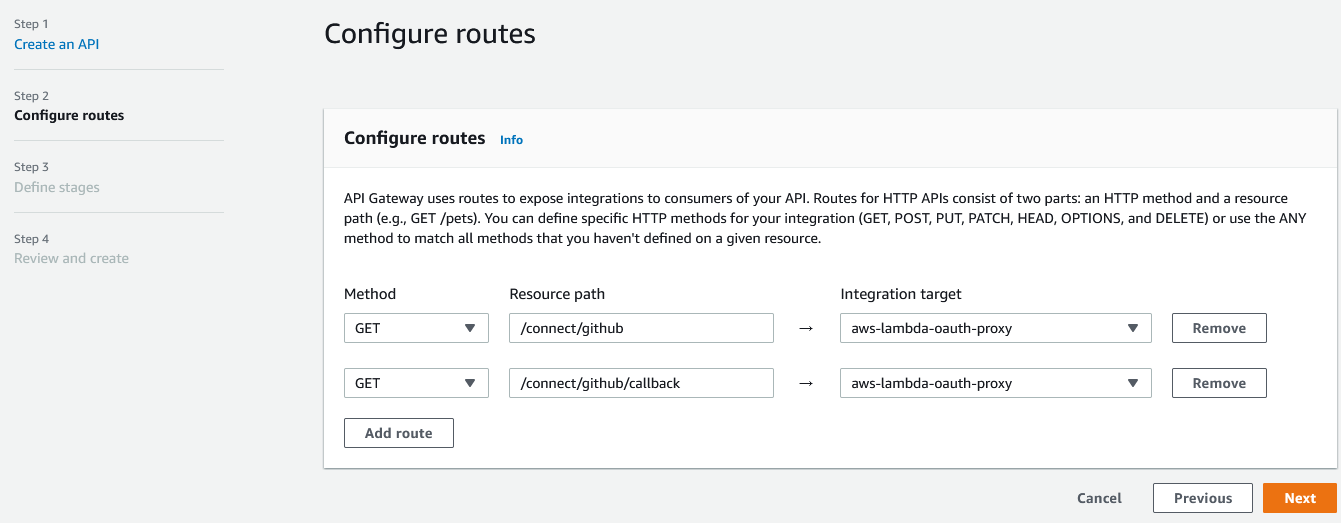 Step 1
Create an API
Step 2
Configure routes
Step 3
Define stages
Step 4
Review and create
Configure routes
Configure routes Info
API Gateway uses routes to expose integrations to consumers of your API. Routes for HTTP APIs consist of two parts: an HTTP method and a resource
path (e.g., GET /pets). You can define specific HTTP methods for your integration (GET, POST, PUT, PATCH, HEAD, OPTIONS, and DELETE) or use the ANY
method to match all methods that you haven't defined on a given resource.
Method Resource path Integration target
GET /connect/github → aws-lambda-oauth-proxy Remove
GET /connect/github/callback → aws-lambda-oauth-proxy Remove
Add route
Cancel Previous Next